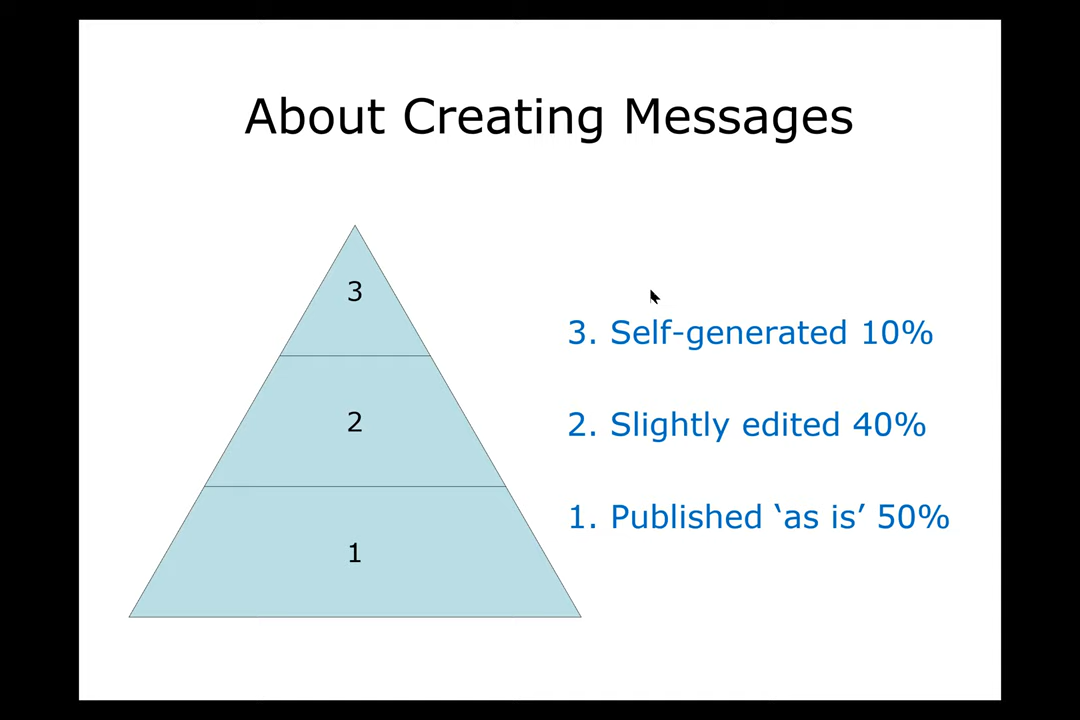 About Creating Messages
3
3. Self-generated 10%
2
2. Slightly edited 40%
1
1. Published ‘as is’ 50%